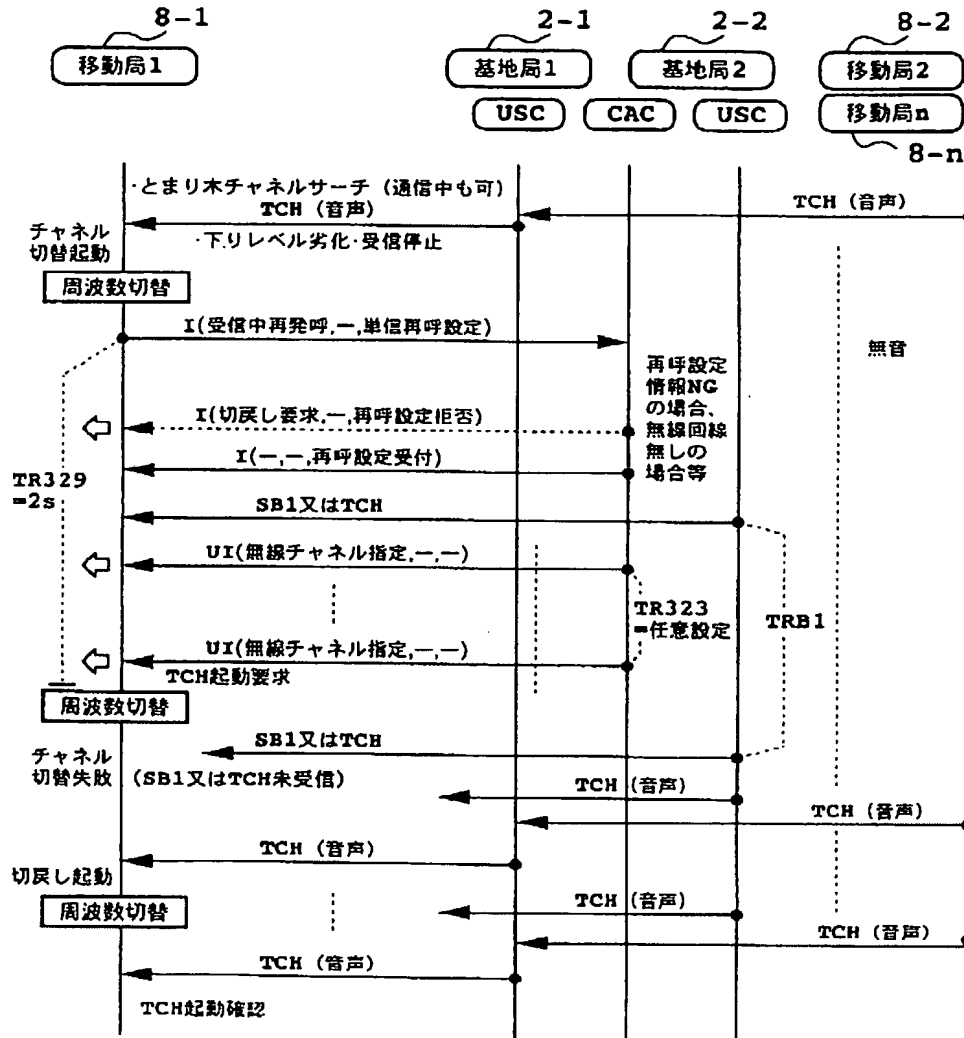 8-1
2-1
2-2
8-2
移動局1
基地局1
基地局2
移動局2
USC
CAC
USC
移動局n
8-n
・とまり木チャネルサーチ (通信中も可)
TCH (音声)
TCH (音声)
チャネル
切替起動
・下りレベル劣化・受信停止
周波数切替
I(受信中再発呼,ー,単信再呼設定)
無音
再呼設定
情報NG
の場合、
無線回線
無しの
場合等
I(切戻し要求,ー,再呼設定拒否)
I(ー,ー,再呼設定受付)
TR329
=2s
SB1又はTCH
UI(無線チャネル指定,ー,ー)
TR323
=任意設定
TRB1
UI(無線チャネル指定,ー,ー)
TCH起動要求
周波数切替
SB1又はTCH
チャネル
切替失敗
(SB1又はTCH未受信)
TCH (音声)
TCH (音声)
TCH (音声)
切戻し起動
周波数切替
TCH (音声)
TCH (音声)
TCH (音声)
TCH起動確認